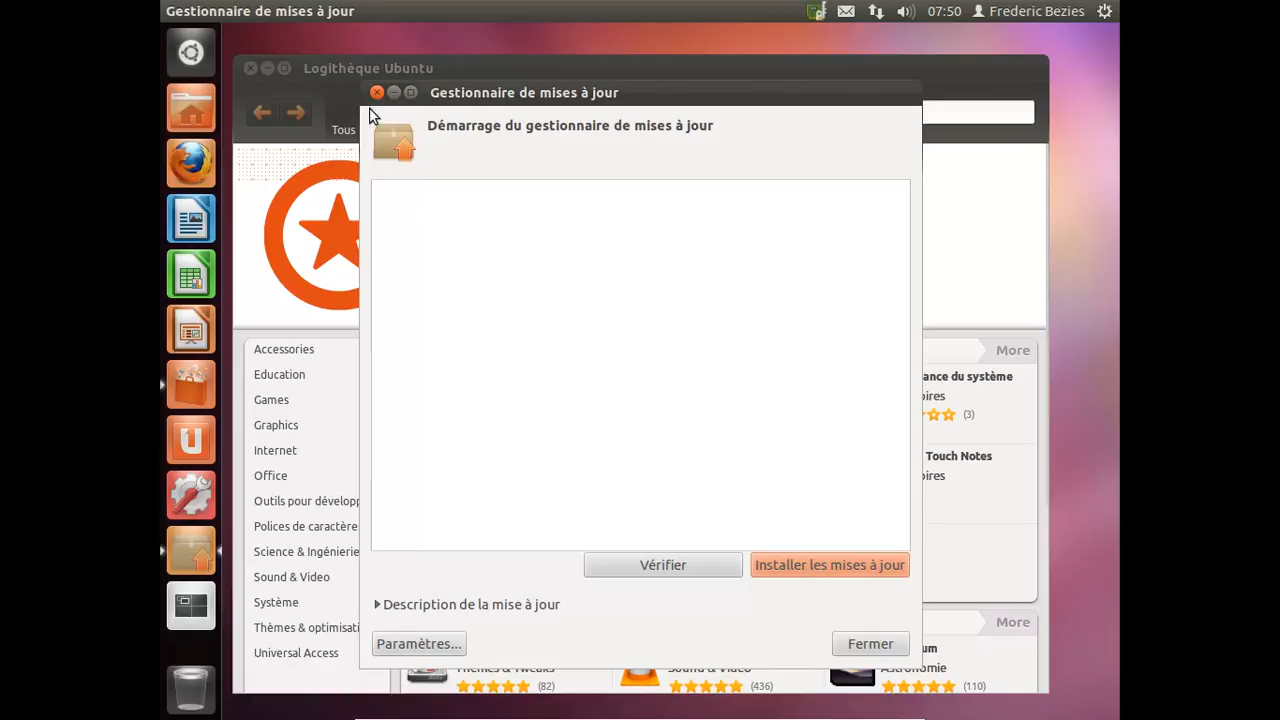 Gestionnaire de mises à jour
07:50 Frederic Bezies
Logithèque Ubuntu
Gestionnaire de mises à jour
Tous
Démarrage du gestionnaire de mises à jour
Accessories
Education
Games
Graphics
Internet
Office
Outils pour dévelop
Polices de caractère
Science & Ingénierie
Sound & Video
Système
Thèmes & optimisati
Universal Access
More
ance du système
oires
(3)
Touch Notes
oires
Vérifier
Installer les mises à jour
Description de la mise à jour
Paramètres...
Fermer
More
um
Thèmes & Tweaks
(82)
Sound & Video
(436)
Astronomie
(110)